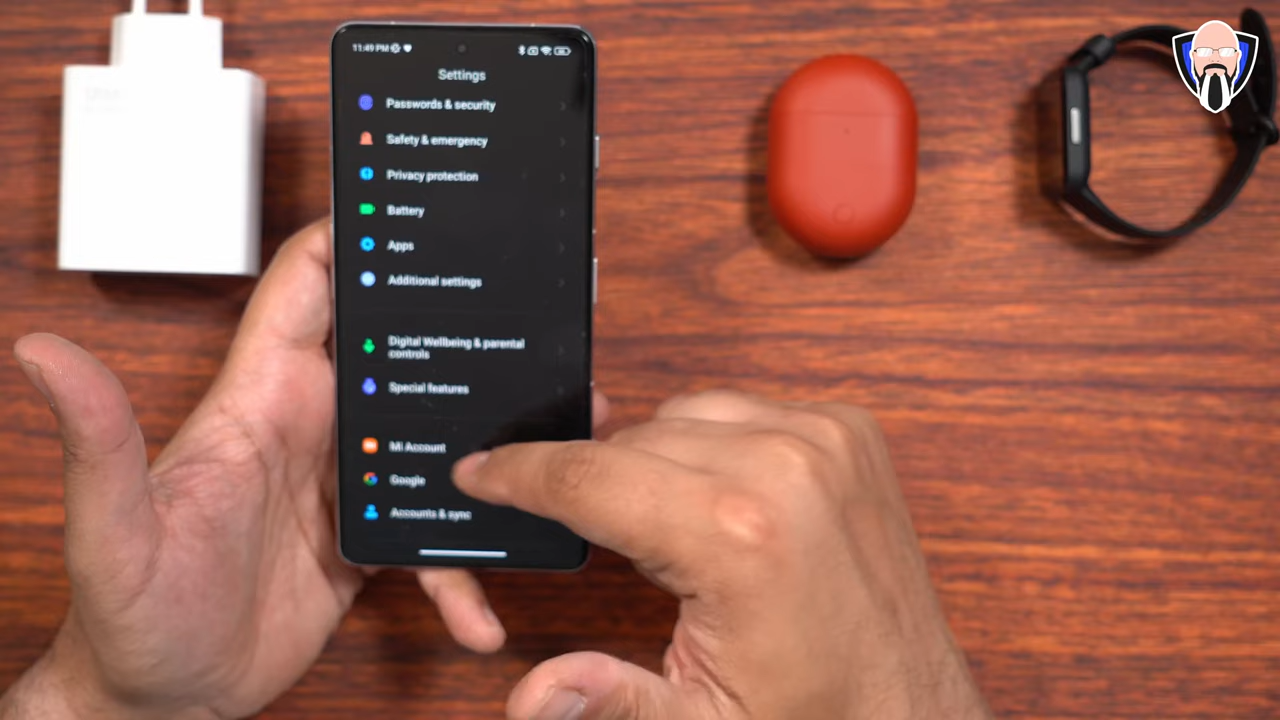 11:49 PM
Settings
Passwords & security
Safety & emergency
Privacy protection
Battery
Apps
Additional settings
Digital Wellbeing & parental
controls
Special features
Mi Account
Google
Accounts & sync